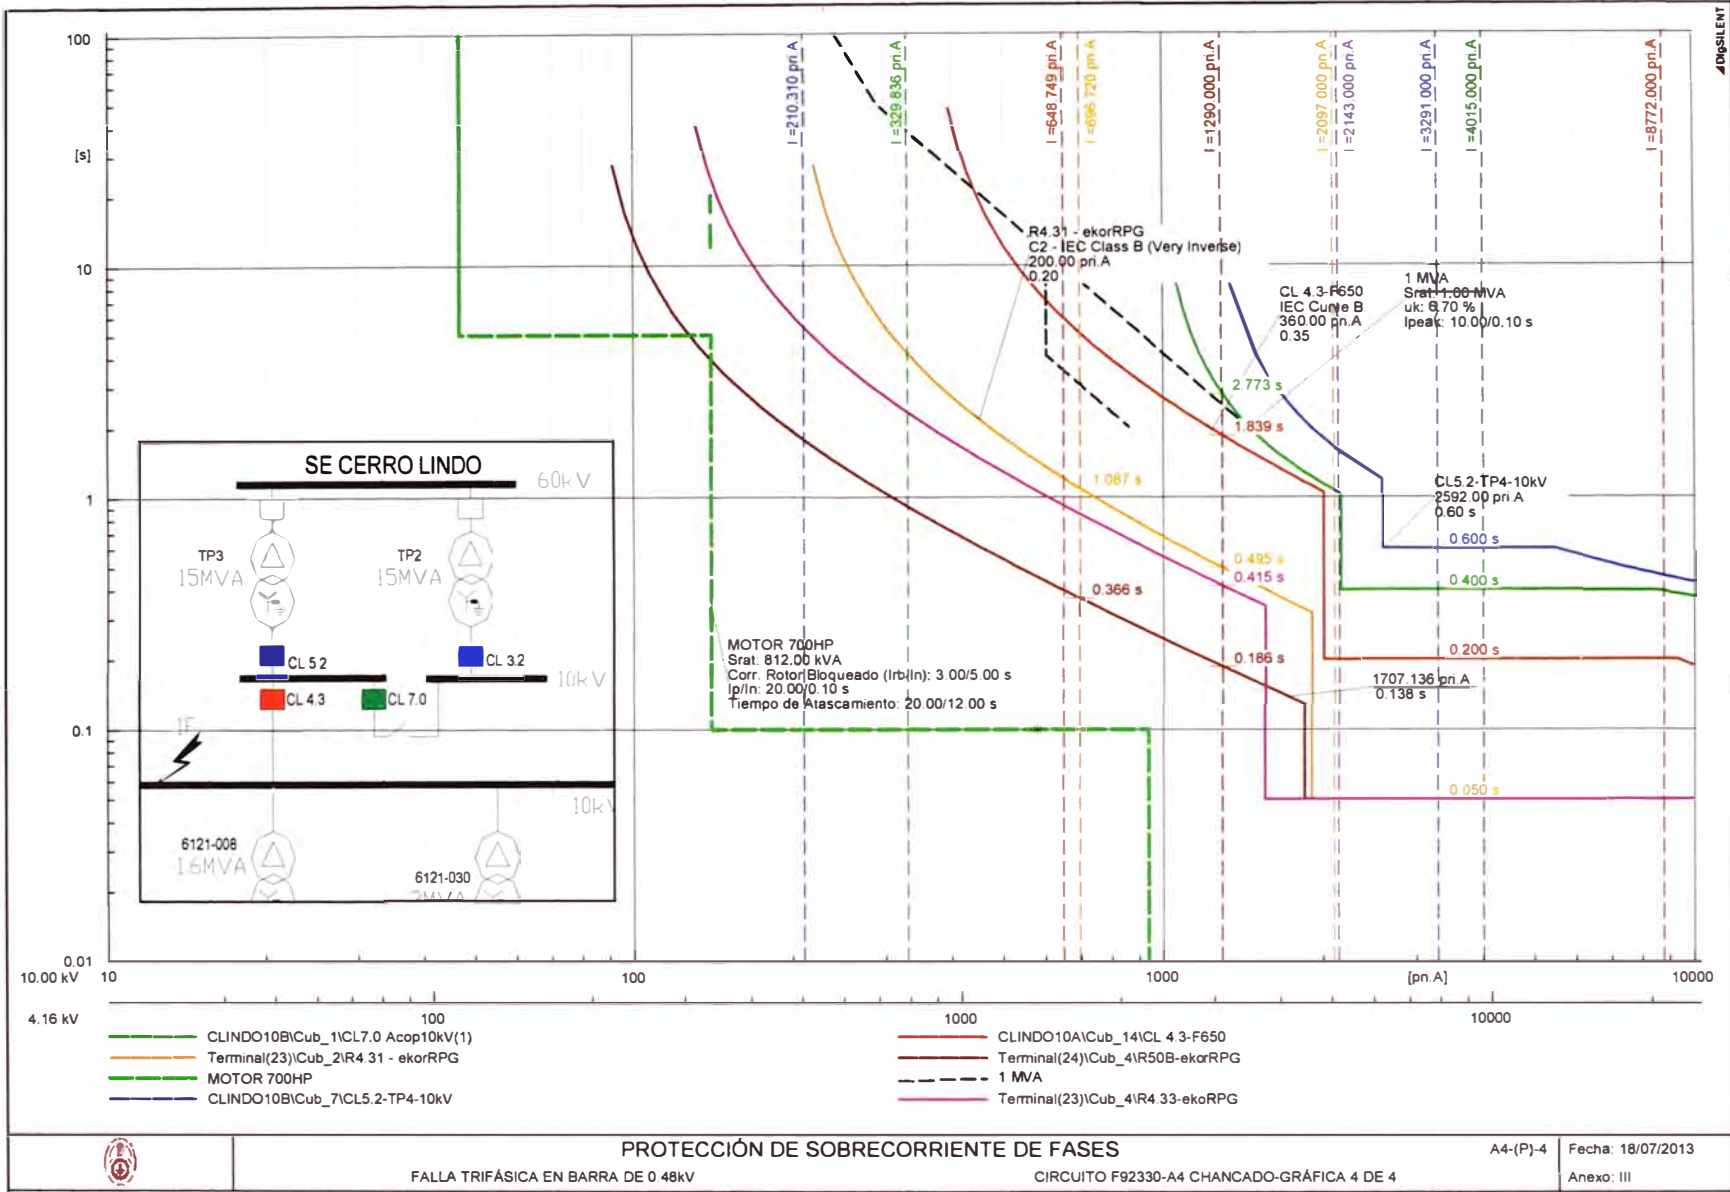 DIgSILENT
100
[s]
10
1
0.1
0.01
I =210.310 pri.A
I =329.836 pri.A
I =648.749 pri.A
I =696.720 pri.A
I =1290.000 pri.A
I =2097.000 pri.A
I =2143.000 pri.A
I =3291.000 pri.A
I =4015.000 pri.A
I =8772.000 pri.A
R4.31 - ekorRPG
C2 - IEC Class B (Very Inverse)
200.00 pri.A
0.20
CL 4.3-F650
IEC Curve B
360.00 pri.A
0.35
1 MVA
Srat: 1.00 MVA
uk: 6.70 %
Ipeak: 10.00/0.10 s
2.773 s
1.839 s
1.087 s
CL5.2-TP4-10kV
2592.00 pri.A
0.60 s
0.600 s
0.495 s
0.415 s
0.400 s
0.366 s
0.200 s
0.186 s
1707.136 pri.A
0.138 s
0.050 s
MOTOR 700HP
Srat: 812.00 kVA
Corr. Rotor Bloqueado (Irb/In): 3.00/5.00 s
Ip/In: 20.00/0.10 s
Tiempo de Atascamiento: 20.00/12.00 s
SE CERRO LINDO
60kV
TP3
15MVA
TP2
15MVA
CL 5.2
CL 3.2
10kV
CL 4.3
CL 7.0
10kV
6121-008
1.6MVA
6121-030
2MVA
10.00 kV
10
100
1000
[pri.A]
10000
4.16 kV
100
1000
10000
CLINDO10B\Cub_1\CL7.0 Acop10kV(1)
Terminal(23)\Cub_2\R4.31 - ekorRPG
MOTOR 700HP
CLINDO10B\Cub_7\CL5.2-TP4-10kV
CLINDO10A\Cub_14\CL 4.3-F650
Terminal(24)\Cub_4\R50B-ekorRPG
1 MVA
Terminal(23)\Cub_4\R4.33-ekoRPG
PROTECCIÓN DE SOBRECORRIENTE DE FASES
A4-(P)-4
Fecha: 18/07/2013
FALLA TRIFÁSICA EN BARRA DE 0.48kV
CIRCUITO F92330-A4 CHANCADO-GRÁFICA 4 DE 4
Anexo: III